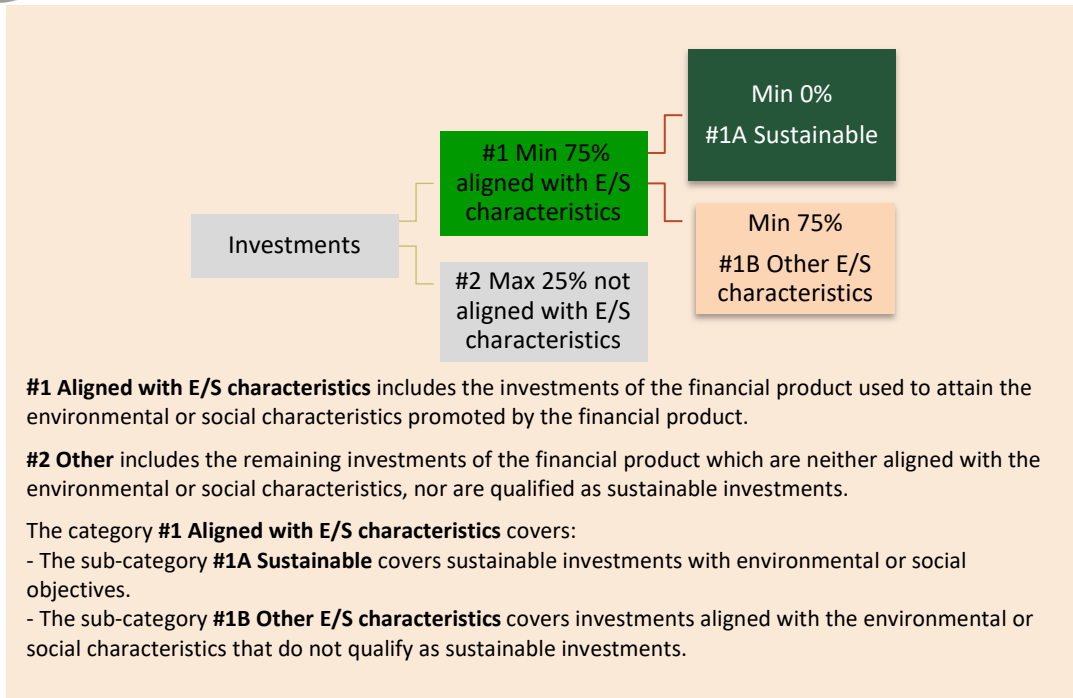 Min 0%
#1A Sustainable
#1 Min 75%
aligned with E/S
characteristics
Investments
Min 75%
#1B Other E/S
characteristics
#2 Max 25% not
aligned with E/S
characteristics
#1 Aligned with E/S characteristics includes the investments of the financial product used to attain the
environmental or social characteristics promoted by the financial product.
#2 Other includes the remaining investments of the financial product which are neither aligned with the
environmental or social characteristics, nor are qualified as sustainable investments.
The category #1 Aligned with E/S characteristics covers:
- The sub-category #1A Sustainable covers sustainable investments with environmental or social
objectives.
- The sub-category #1B Other E/S characteristics covers investments aligned with the environmental or
social characteristics that do not qualify as sustainable investments.